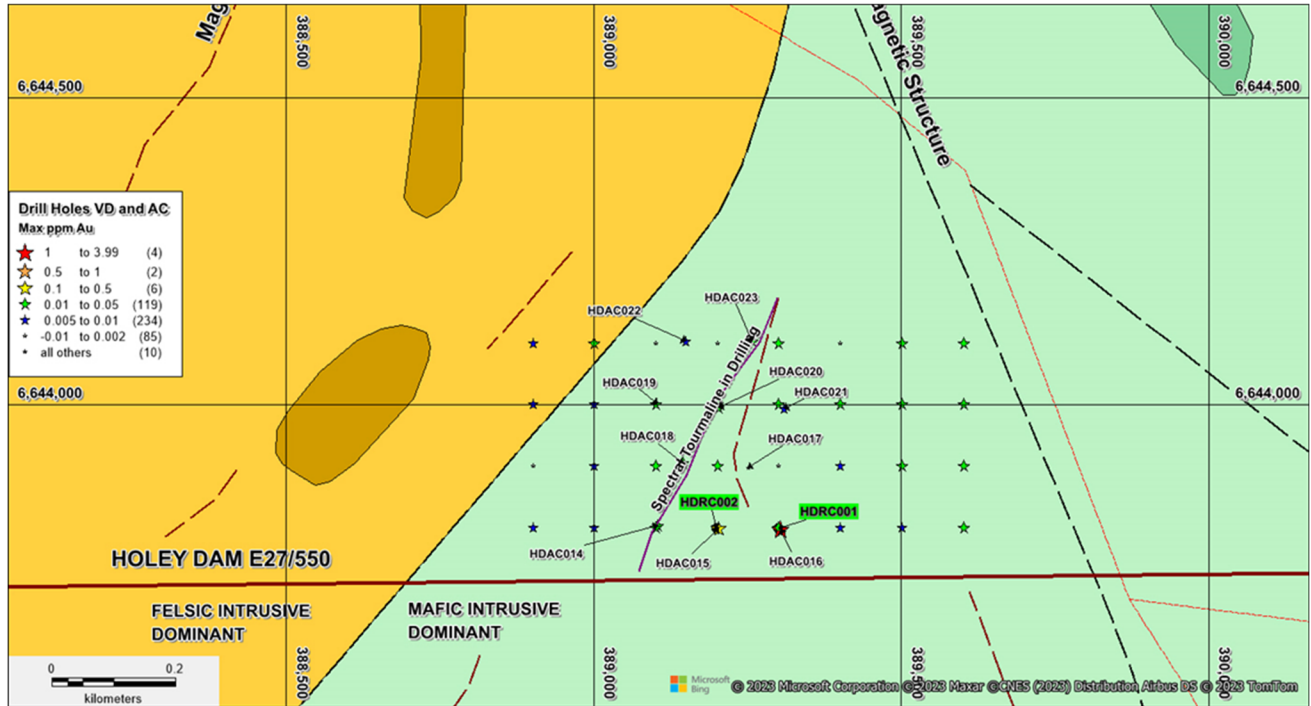 Mag
388,500
389,000
agnetic Structure
389,500
390,000
6,644,500
6,644,500
Drill Holes VD and AC
Max ppm Au
1 to 3.99 (4)
0.5 to 1 (2)
0.1 to 0.5 (6)
0.01 to 0.05 (119)
0.005 to 0.01 (234)
-0.01 to 0.002 (85)
all others (10)
HDAC023
HDAC022
6,644,000
6,644,000
HDAC020
HDAC019
HDAC021
Spectral Tourmaline in Drilling
HDAC018
HDAC017
HDRC002
HDRC001
HDAC014
HDAC015
HDAC016
HOLEY DAM E27/550
FELSIC INTRUSIVE
DOMINANT
MAFIC INTRUSIVE
DOMINANT
0 0.2
kilometers
388,500
389,000
389,500
390,000
Microsoft
Bing
© 2023 Microsoft Corporation © 2023 Maxar ©CNES (2023) Distribution Airbus DS © 2023 TomTom